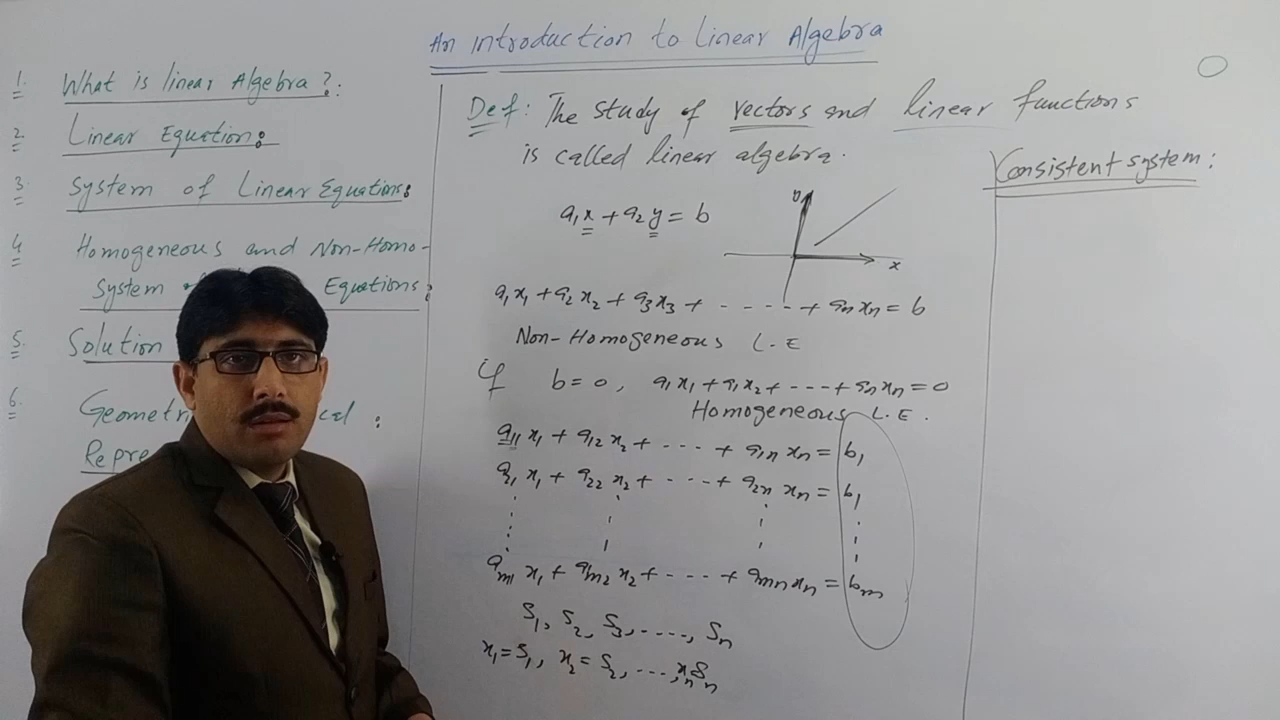 An introduction to Linear Algebra
1. What is linear Algebra?:
2. Linear Equation:
3. System of Linear Equations:
4. Homogeneous and Non-Homo-
System Equations:
5. Solution
6. Geometri cal :
Repre
Def: The study of vectors and linear functions
is called linear algebra.
a₁x + a₂y = b
x
a₁x₁ + a₂x₂ + a₃x₃ + ----- + aₙxₙ = b
Non-Homogeneous L.E
if b=0, a₁x₁ + a₁x₂ + ---- + aₙxₙ = 0
Homogeneous L.E.
a₁₁x₁ + a₁₂x₂ + ---- + a₁ₙxₙ = b₁
a₂₁x₁ + a₂₂x₂ + ---- + a₂ₙxₙ = b₁
aₘ₁x₁ + aₘ₂x₂ + ---- + aₘₙxₙ = bₘ
S₁, S₂, S₃, ----, Sₙ
x₁=S₁, x₂=S₂, ---, xₙSₙ
Consistent system: